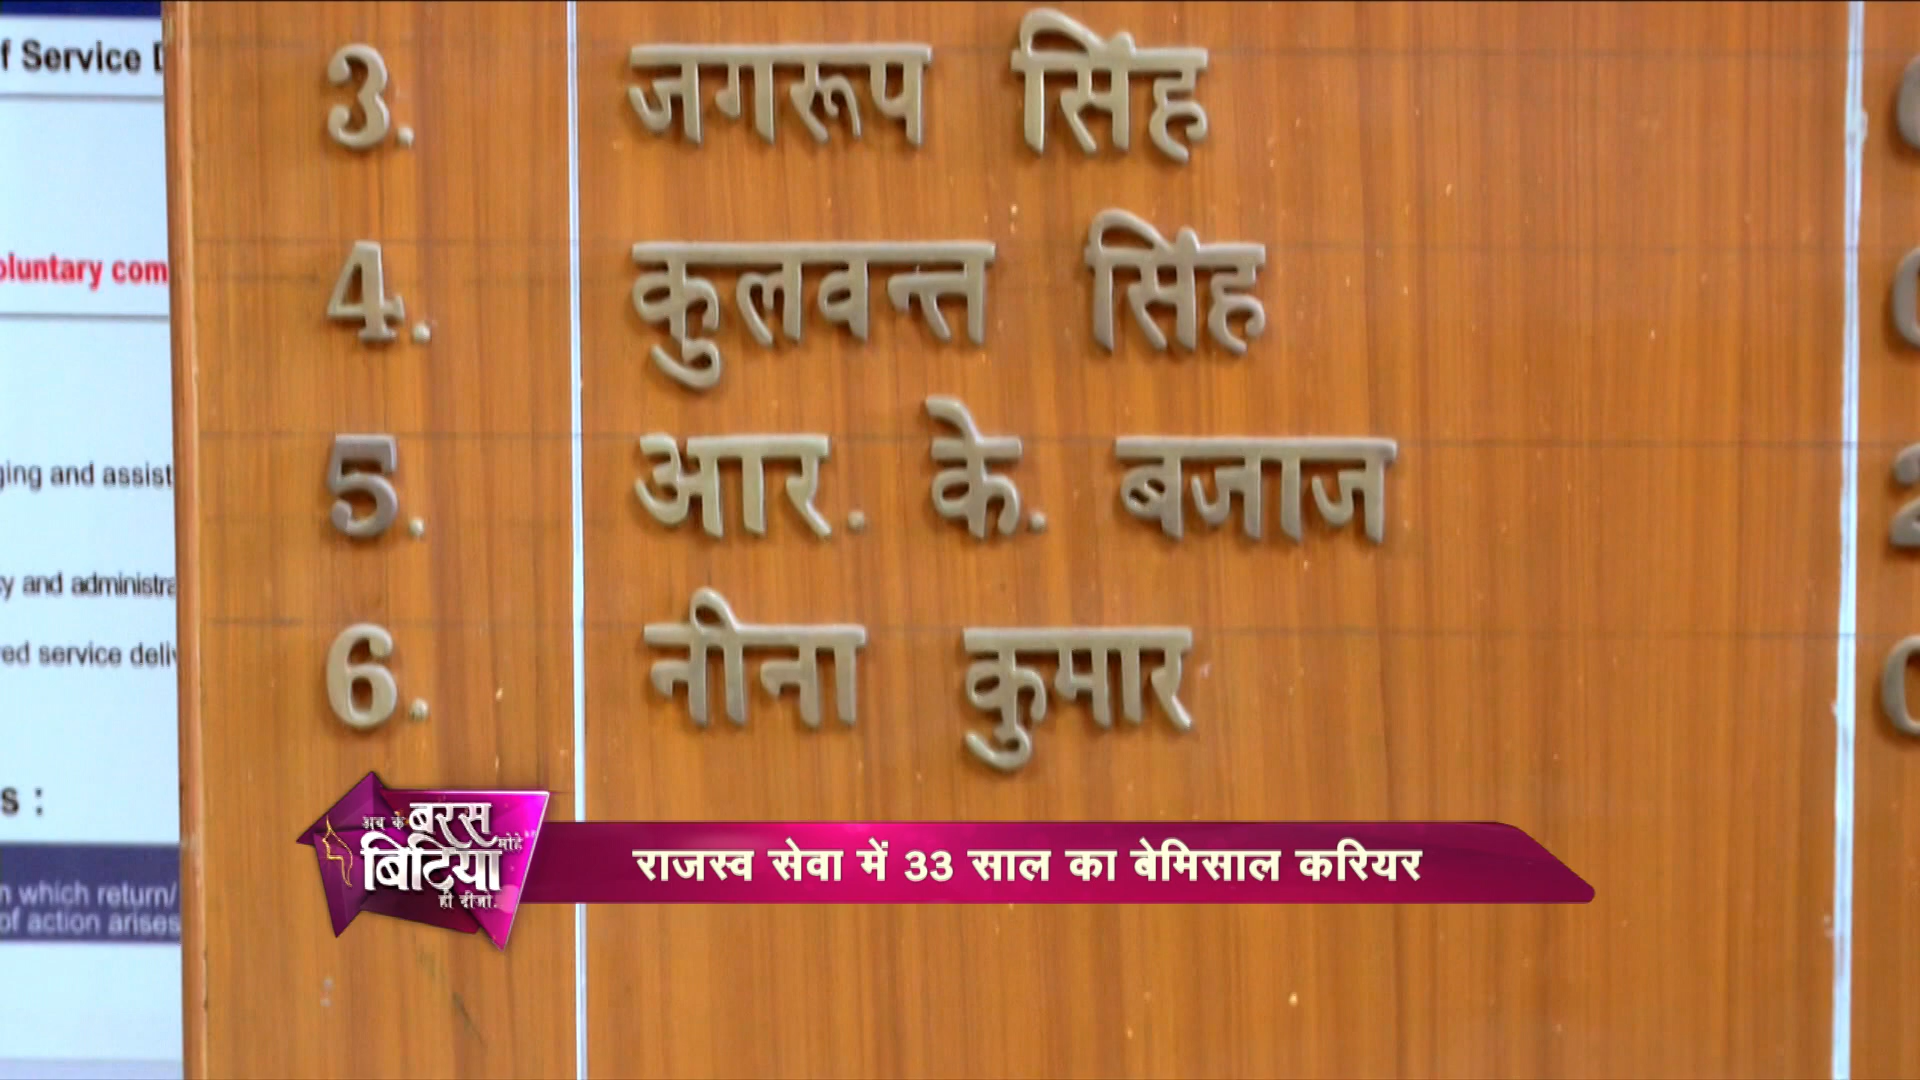 f Service D
3. जगरूप सिंह
oluntary com
4. कुलवन्त सिंह
ging and assist
5. आर. के. बजाज
y and administra
ed service deliv
6. नीना कुमार
s :
अब के बरस
मोहे
बिटिया
ही दीजो.
राजस्व सेवा में 33 साल का बेमिसाल करियर
n which return/
of action arises